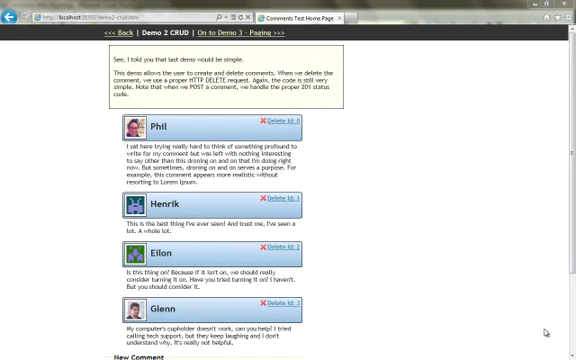 Comments Test Home Page
<<< Back | Demo 2 CRUD | On to Demo 3 - Paging >>>
See, I told you that last demo would be simple.
This demo allows the user to create and delete comments. When we delete the
comment, we use a proper HTTP DELETE request. Again, the code is still very
simple. Note that when we POST a comment, we handle the proper 201 status
code.
Phil
Delete Id: 0
I sat here trying really hard to think of something profound to
write for my comment but was left with nothing interesting
to say other than this droning on and on that I'm doing right
now. But sometimes, droning on and serves a purpose. For
example, this comment appears more realistic without
resorting to Lorem Ipsum.
Henrik
Delete Id: 1
This is the best thing I've ever seen! And trust me, I've seen a
lot. A whole lot.
Eilon
Delete Id: 2
Is this thing on? Because if it isn't on, we should really
consider turning it on. Have you tried turning it on? I haven't.
But you should consider it.
Glenn
Delete Id: 3
My computer's cupholder doesn't work, can you help? I tried
calling tech support, but they keep laughing and I don't
understand why. It's really not helpful.
New Comment